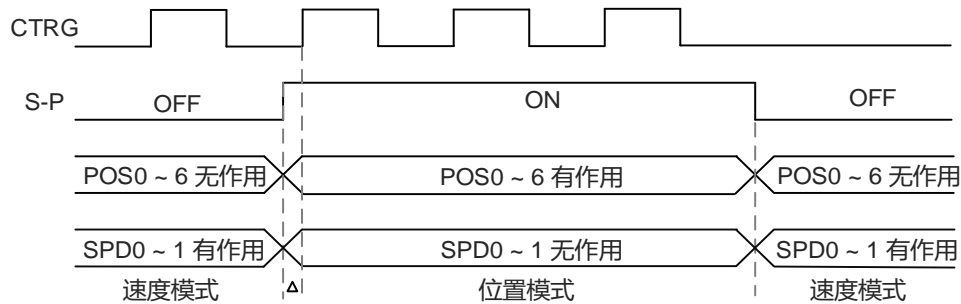 CTRG
S-P OFF ON OFF
POS0 ~ 6 无作用 POS0 ~ 6 有作用 POS0 ~ 6 无作用
SPD0 ~ 1 有作用 SPD0 ~ 1 无作用 SPD0 ~ 1 有作用
速度模式 Δ 位置模式 速度模式